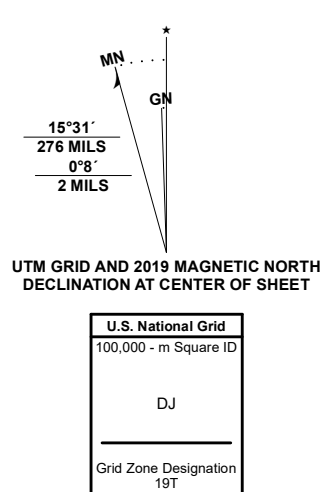 ★
MN
GN
15°31´
276 MILS
0°8´
2 MILS
UTM GRID AND 2019 MAGNETIC NORTH
DECLINATION AT CENTER OF SHEET
U.S. National Grid
100,000 - m Square ID
DJ
Grid Zone Designation
19T